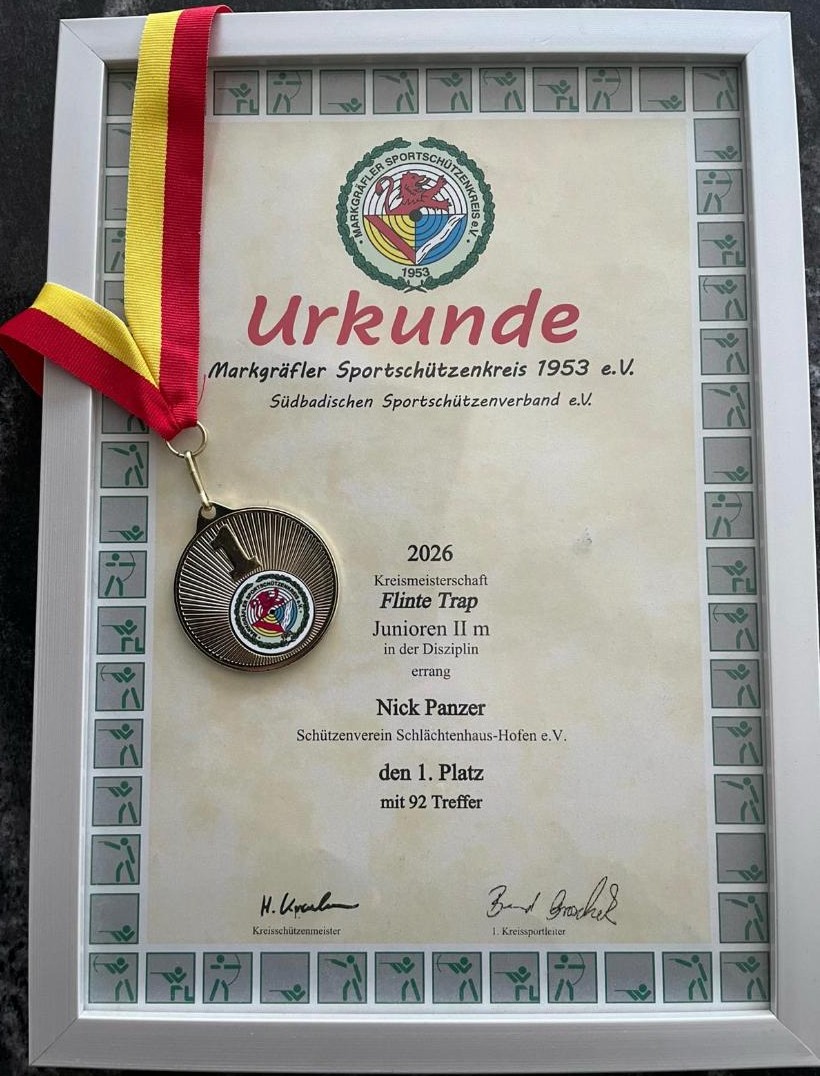 MARKGRÄFLER SPORTSCHÜTZENKREIS e.V.
1953
Urkunde
Markgräfler Sportschützenkreis 1953 e.V.
Südbadischen Sportschützenverband e.V.
1
2026
Kreismeisterschaft
Flinte Trap
Junioren II m
in der Disziplin
errang
Nick Panzer
Schützenverein Schlächtenhaus-Hofen e.V.
den 1. Platz
mit 92 Treffer
Kreisschützenmeister
1. Kreissportleiter